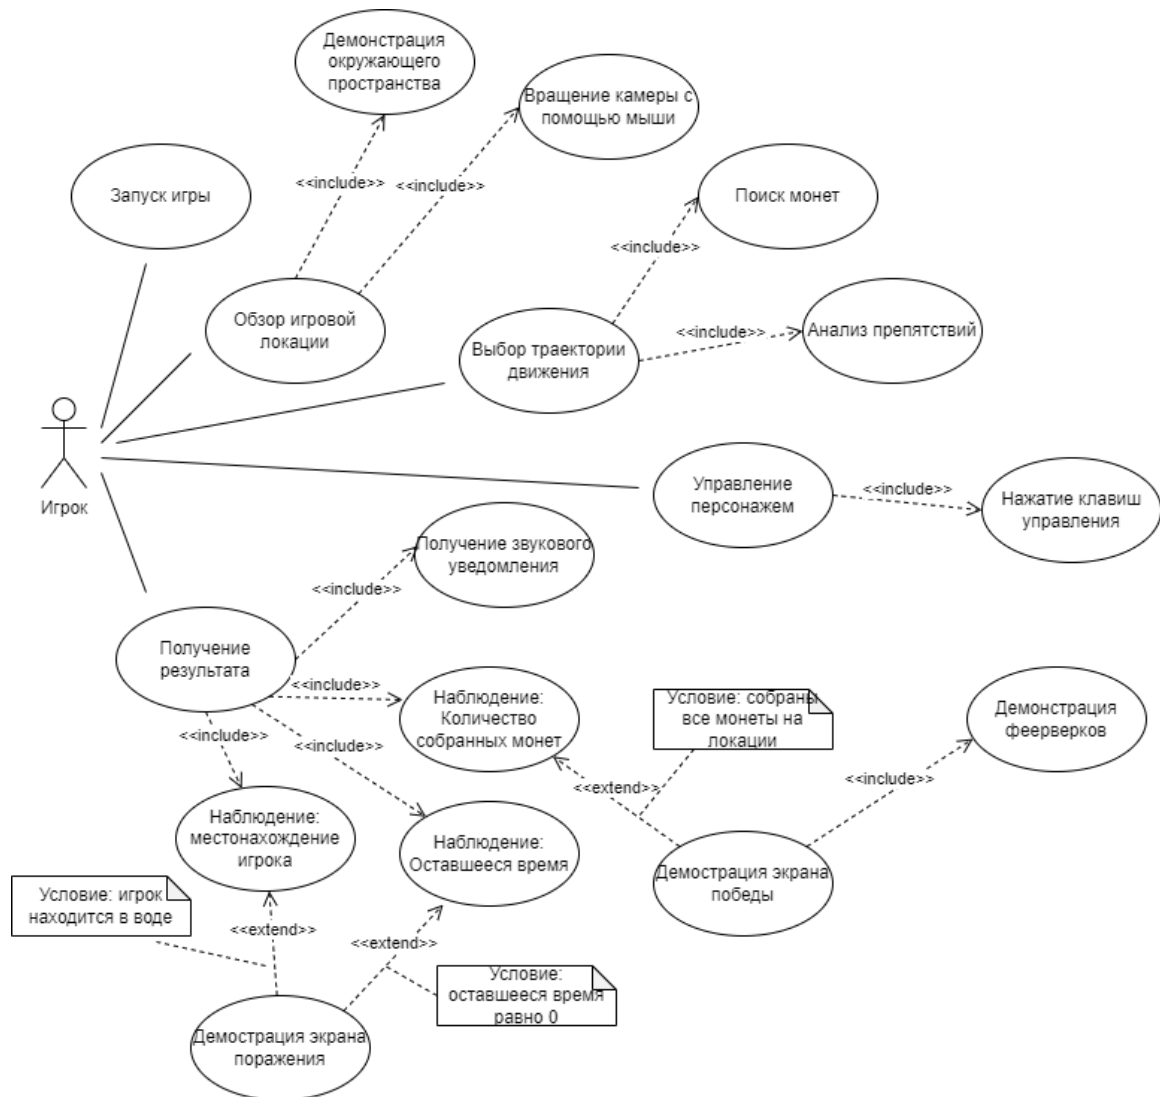 Демонстрация
окружающего
пространства
Вращение камеры с
помощью мыши
<<include>>
<<include>>
Запуск игры
Поиск монет
<<include>>
Обзор игровой
локации
Выбор траектории
движения
<<include>>
Анализ препятствий
Игрок
Управление
персонажем
<<include>>
Нажатие клавиш
управления
Получение звукового
уведомления
<<include>>
Получение
результата
<<include>>
Наблюдение:
Количество
собранных монет
Условие: собраны
все монеты на
локации
Демонстрация
феерверков
<<include>>
<<include>>
<<extend>>
<<include>>
Наблюдение:
местонахождение
игрока
Наблюдение:
Оставшееся время
Демострация экрана
победы
Условие: игрок
находится в воде
<<extend>>
<<extend>>
Условие:
оставшееся время
равно 0
Демострация экрана
поражения